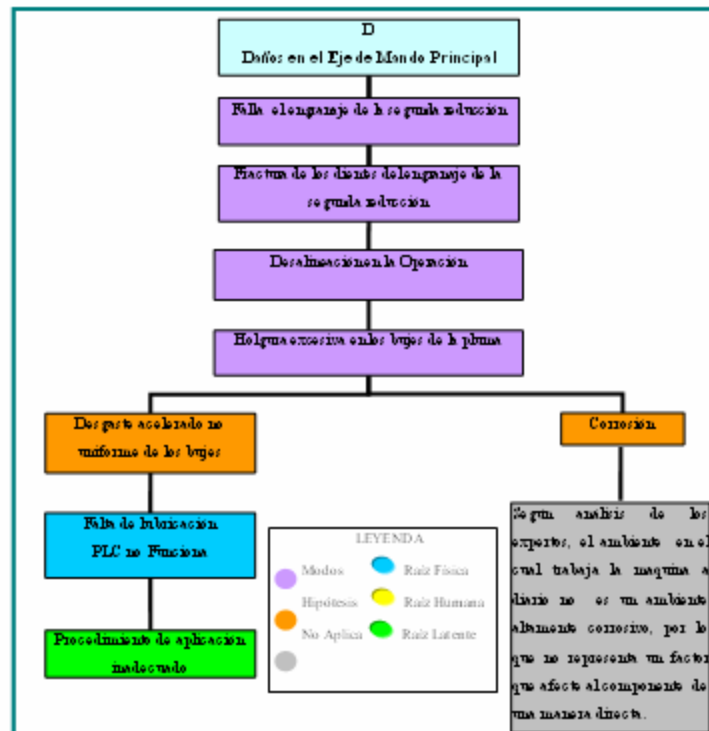 D
Daños en el Eje de Mando Principal
Falla el engranaje de la segunda reducción
Fractura de los dientes del engranaje de la
segunda reducción
Desalineación en la Operación
Holgura excesiva en los bujes de la pluma
Desgaste acelerado no
uniforme de los bujes
Corrosión
Falta de lubricación
PLC no Funciona
Procedimiento de aplicación
inadecuado
Según análisis de los
expertos, el ambiente en el
cual trabaja la maquina a
diario no es un ambiente
altamente corrosivo, por lo
que no representa un factor
que afecte al componente de
una manera directa.
LEYENDA
Modos
Raíz Física
Hipótesis
Raíz Humana
No Aplica
Raíz Latente